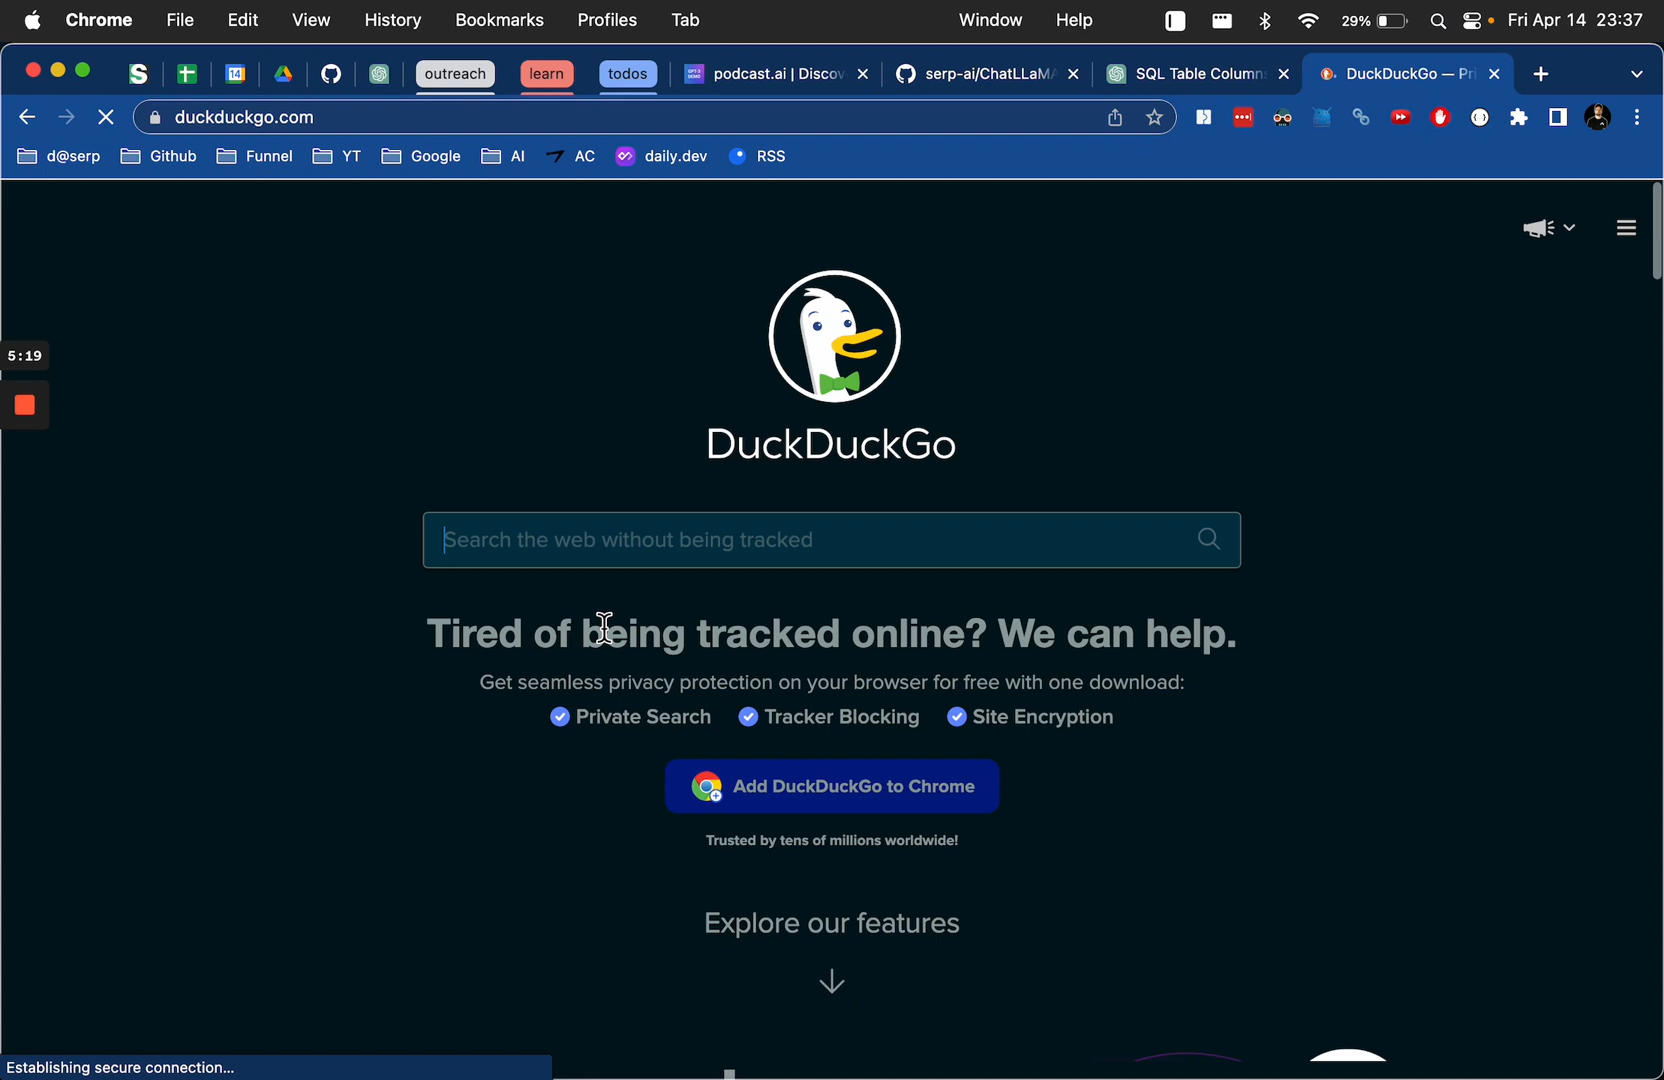 Chrome File Edit View History Bookmarks Profiles Tab Window Help 29% Fri Apr 14 23:37
14 outreach learn todos podcast.ai | Discov serp-ai/ChatLLaMA SQL Table Column DuckDuckGo — Pri
duckduckgo.com
d@serp Github Funnel YT Google AI AC daily.dev RSS
5:19
DuckDuckGo
Search the web without being tracked
Tired of being tracked online? We can help.
Get seamless privacy protection on your browser for free with one download:
Private Search Tracker Blocking Site Encryption
Add DuckDuckGo to Chrome
Trusted by tens of millions worldwide!
Explore our features
Establishing secure connection...